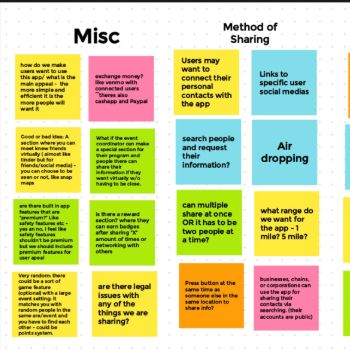 Misc
how do we make
users want to use
this app/ what is the
main appeal - the
more simple and
efficient it is the
more people will
want it
exchange money?
like venmo with
connected users
theres also
cashapp and Paypal
Good or bad idea: A
section where you can
meet knew friends
virtually ( almost like
tinder but for
friends/social media) -
you can choose to be
seen or not, like snap
maps
What if the event
coordinator can make
a special section for
their program and
people there can
share their
information if they
want virtually w/o
having to be close.
are there built in app
features that are
"premium?" Like
safety features etc -
yes an no, I feel like
safety features
shouldn't be premium
but we should include
premium features for
user appeal
is there a reward
section? where they
can earn badges
after sharing "X"
amount of times or
networking with
others
Very random: there
could be a sort of
game feature
(optional) with a large
event setting. It
matches you with
random people in the
same are/event and
you have to find each
other - could be
points system.
are there legal
issues with
any of the
things we are
sharing?
Method of
Sharing
Users may
want to
connect their
personal
contacts with
the app
Links to
specific user
social medias
search people
and request
their
information?
Air
dropping
can multiple
share at once
OR it has to be
two people at
a time?
what range do
we want for
the app - 1
mile? 5 mile?
Press button at the
same time as
someone else in the
same location to
share info?
businesses, chains,
or corporations can
use the app for
sharing their
contacts via
searching. (their
accounts are public)